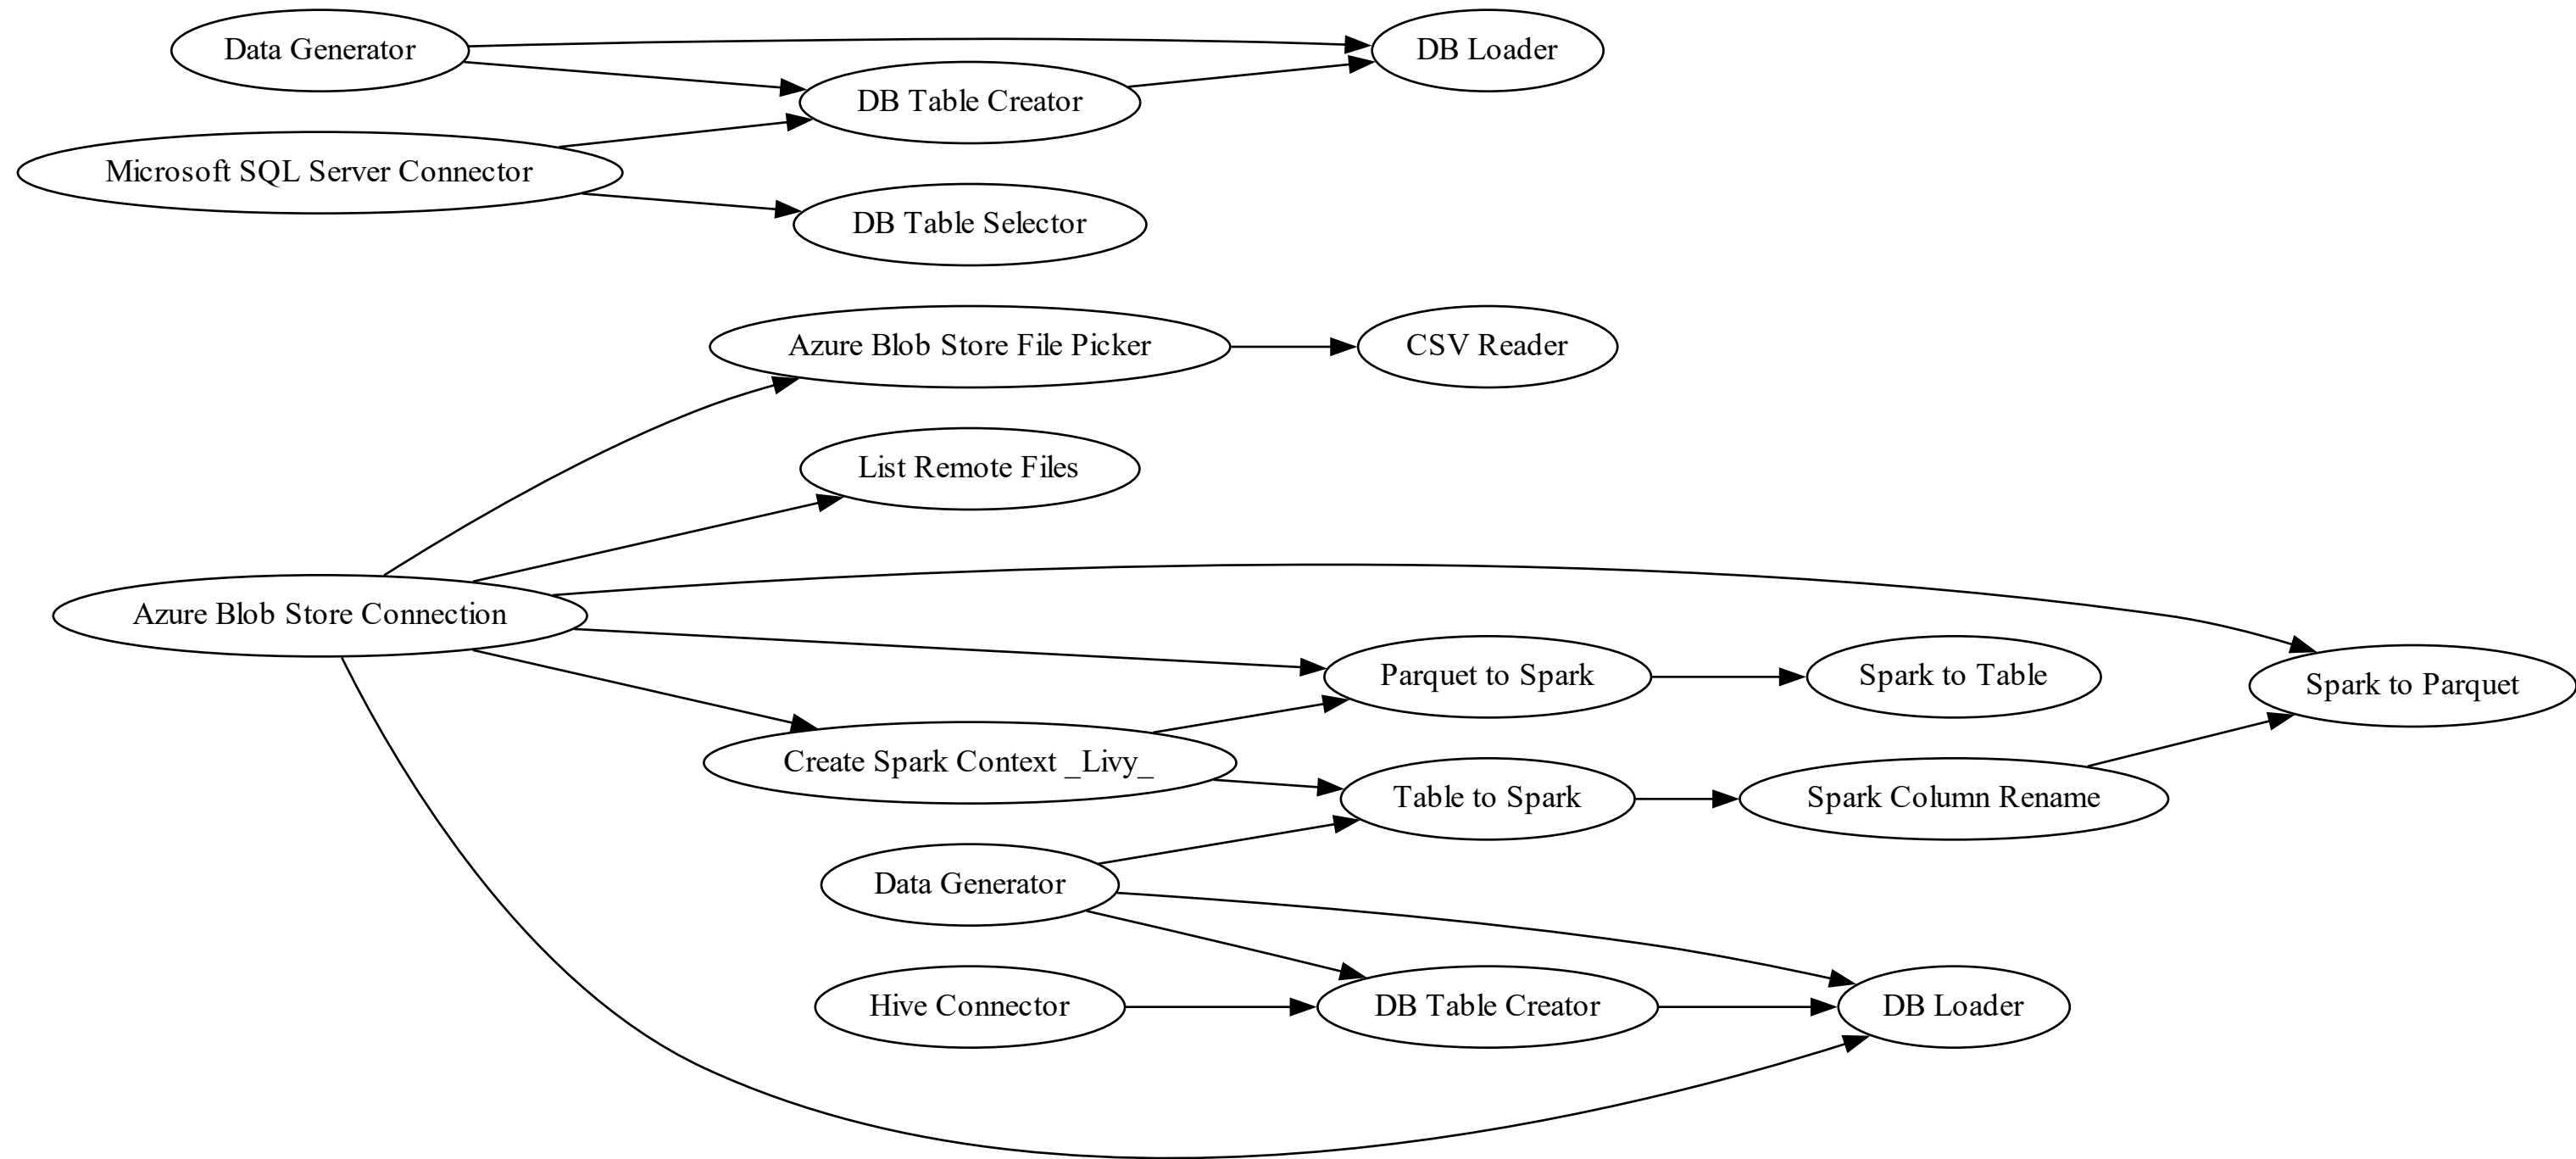 Data Generator
DB Loader
DB Table Creator
Microsoft SQL Server Connector
DB Table Selector
Azure Blob Store File Picker
CSV Reader
List Remote Files
Azure Blob Store Connection
Parquet to Spark
Spark to Table
Spark to Parquet
Create Spark Context _Livy_
Table to Spark
Spark Column Rename
Data Generator
Hive Connector
DB Table Creator
DB Loader